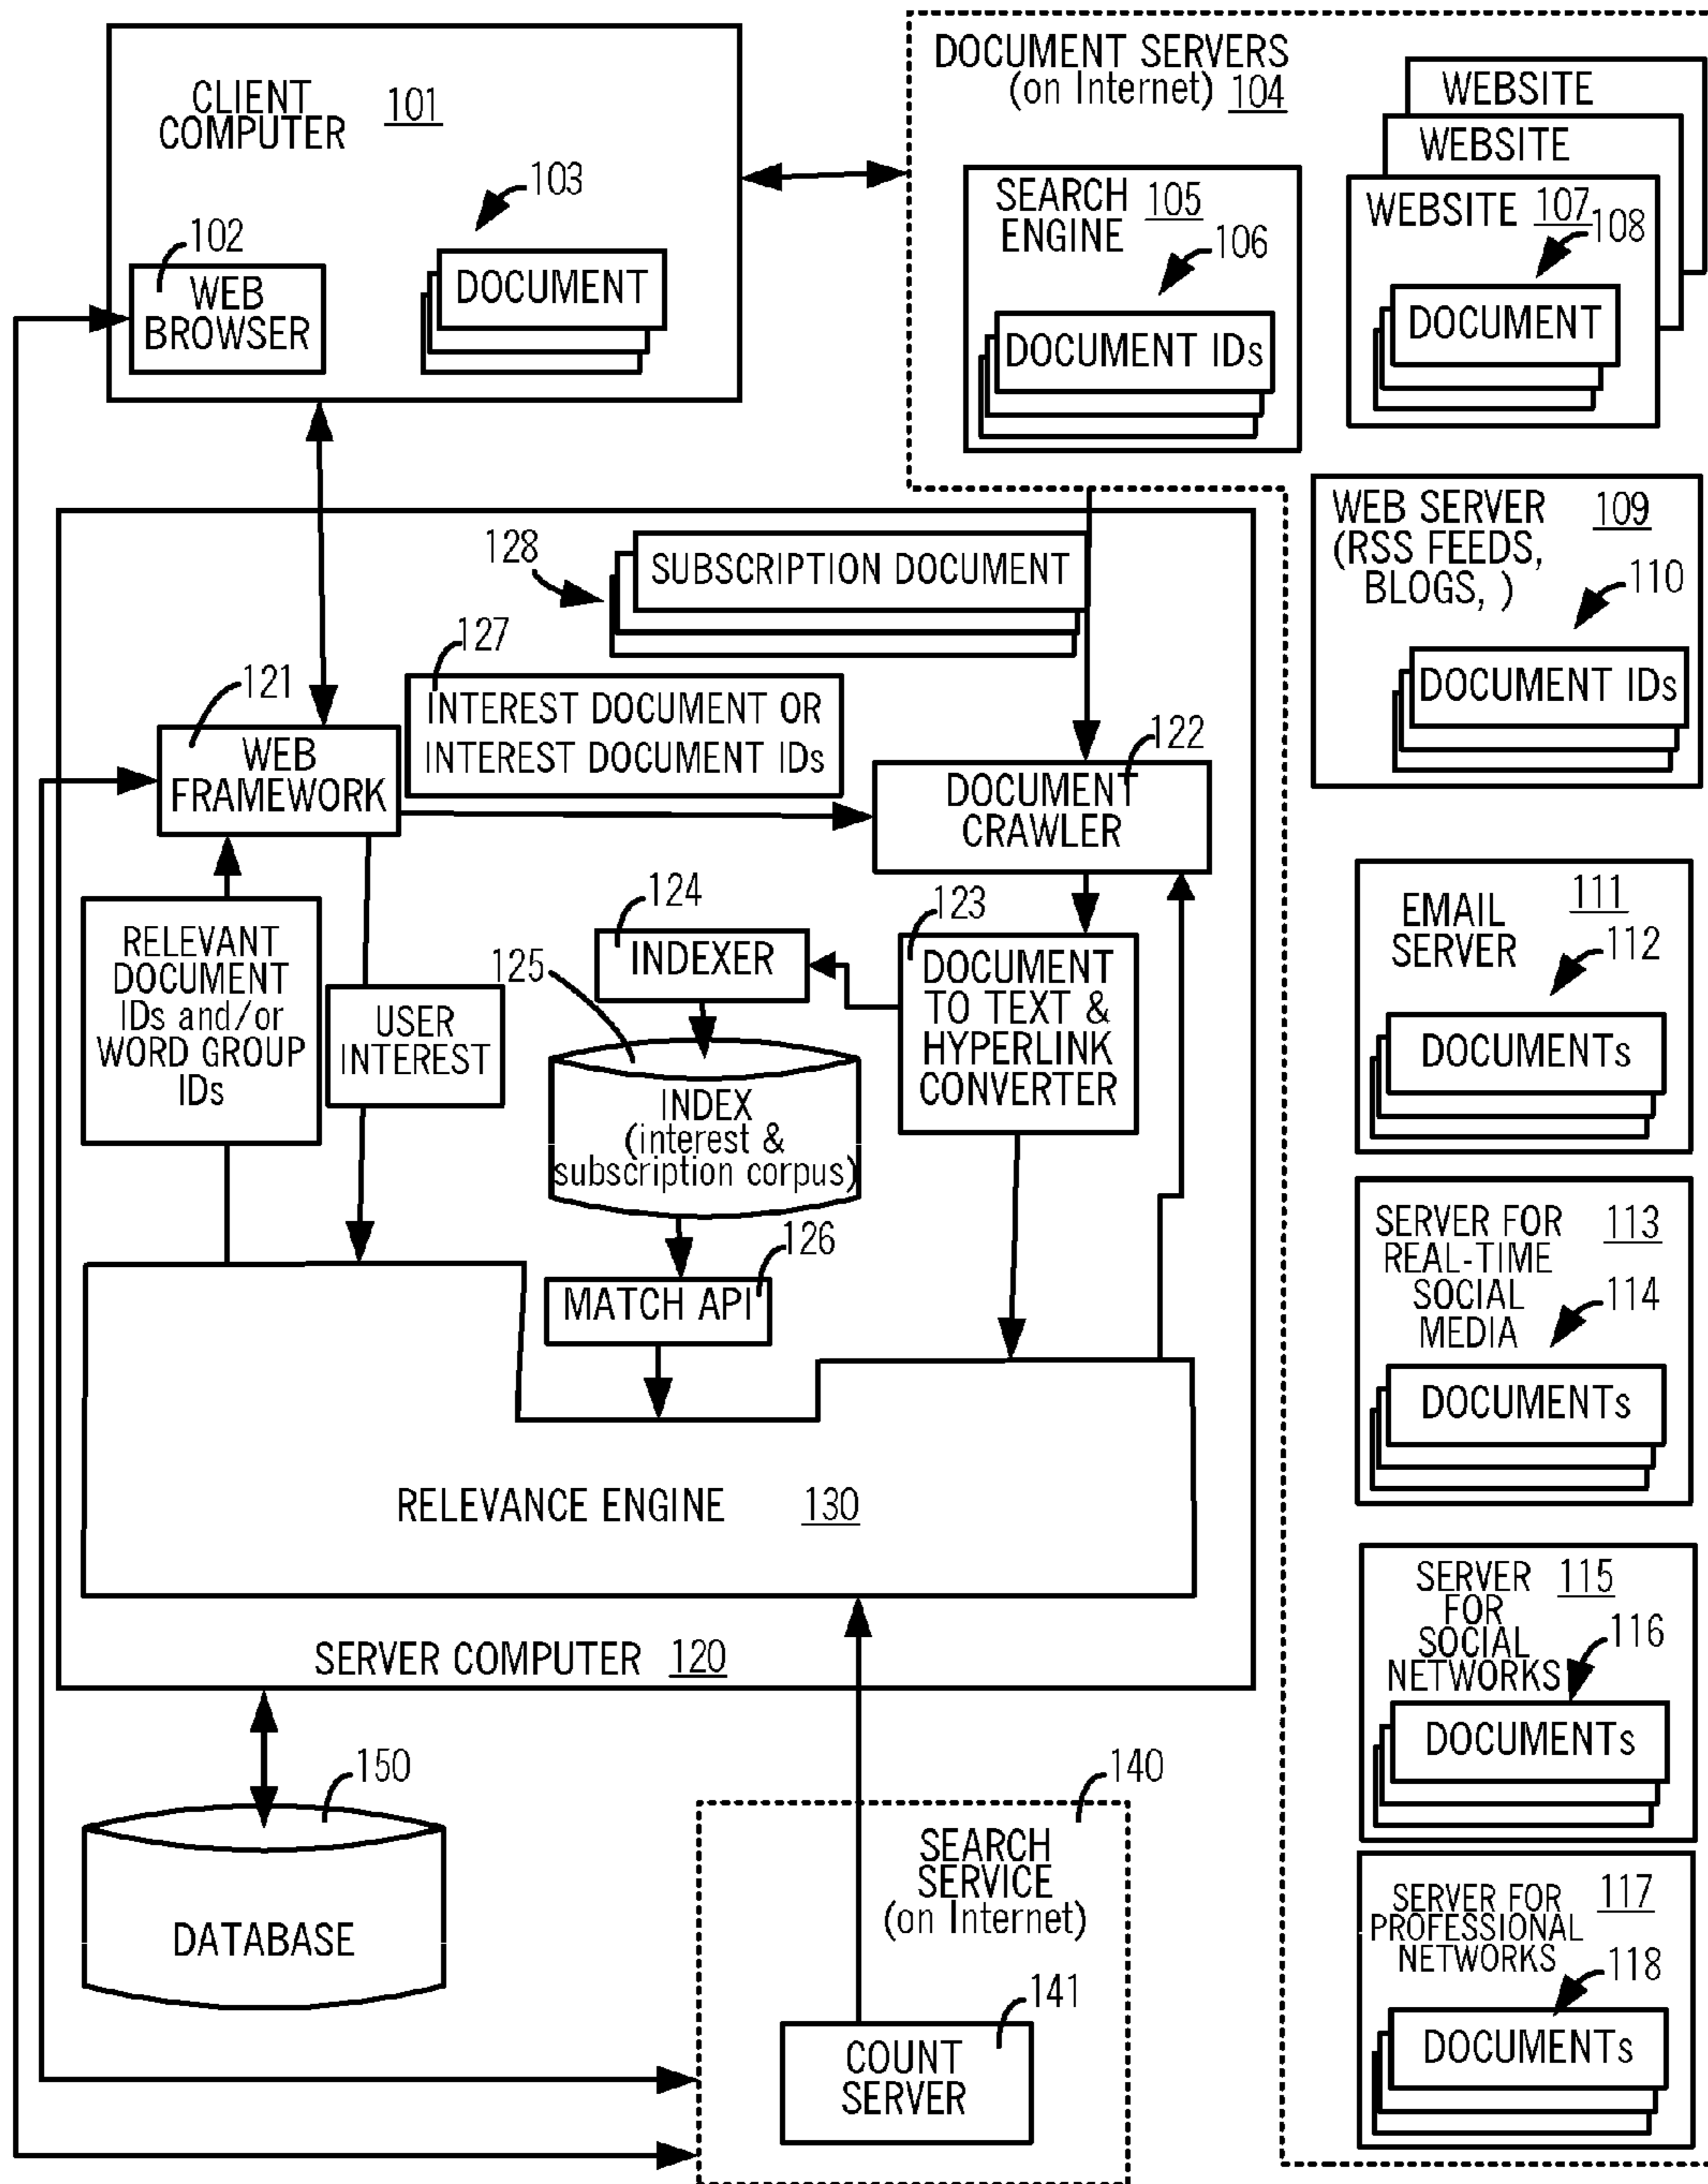 CLIENT
COMPUTER 101
102
WEB
BROWSER
103
DOCUMENT
DOCUMENT SERVERS
(on Internet) 104
SEARCH
ENGINE 105
106
DOCUMENT IDs
WEBSITE
WEBSITE
WEBSITE 107
108
DOCUMENT
WEB SERVER 109
(RSS FEEDS,
BLOGS, )
110
DOCUMENT IDs
EMAIL
SERVER 111
112
DOCUMENTs
SERVER FOR 113
REAL-TIME
SOCIAL
MEDIA
114
DOCUMENTs
SERVER 115
FOR
SOCIAL
NETWORKS
116
DOCUMENTs
SERVER FOR 117
PROFESSIONAL
NETWORKS
118
DOCUMENTs
128
SUBSCRIPTION DOCUMENT
127
INTEREST DOCUMENT OR
INTEREST DOCUMENT IDs
121
WEB
FRAMEWORK
122
DOCUMENT
CRAWLER
RELEVANT
DOCUMENT
IDs and/or
WORD GROUP
IDs
USER
INTEREST
124
INDEXER
123
DOCUMENT
TO TEXT &
HYPERLINK
CONVERTER
125
INDEX
(interest &
subscription corpus)
126
MATCH API
RELEVANCE ENGINE 130
SERVER COMPUTER 120
150
DATABASE
140
SEARCH
SERVICE
(on Internet)
141
COUNT
SERVER